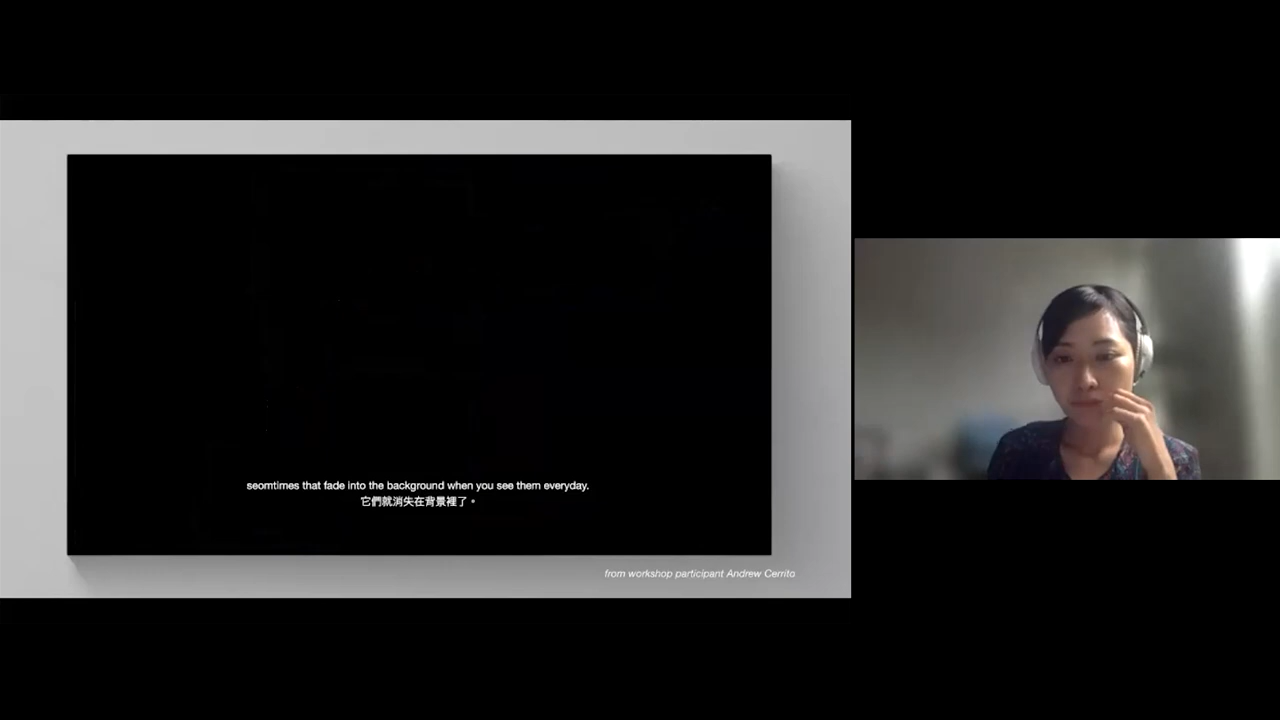 seomtimes that fade into the background when you see them everyday.
它們就消失在背景裡了。
from workshop participant Andrew Cerrito